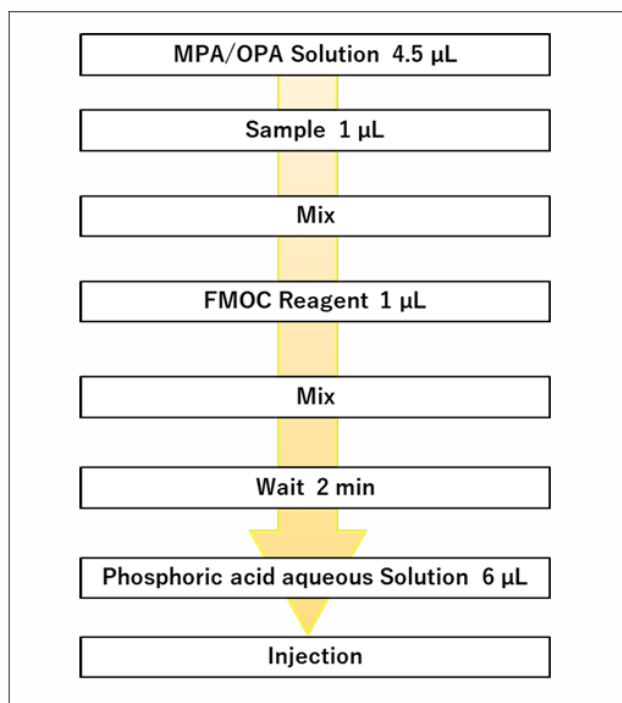 MPA/OPA Solution 4.5 µL
Sample 1 µL
Mix
FMOC Reagent 1 µL
Mix
Wait 2 min
Phosphoric acid aqueous Solution 6 µL
Injection